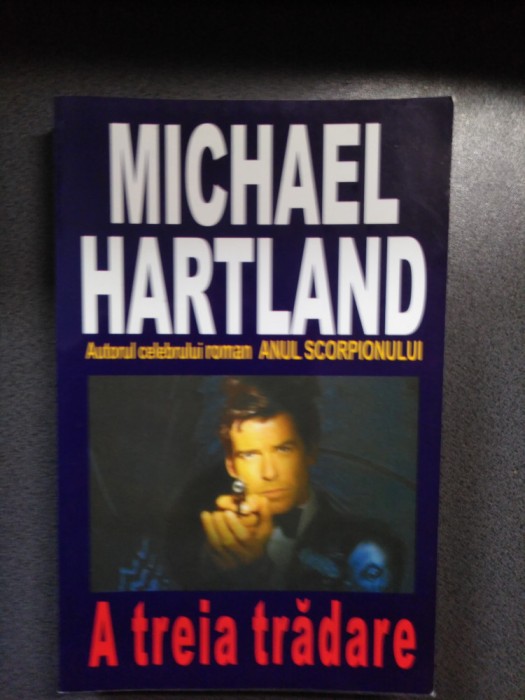 MICHAEL
HARTLAND
Autorul celebrului roman ANUL SCORPIONULUI
A treia trădare